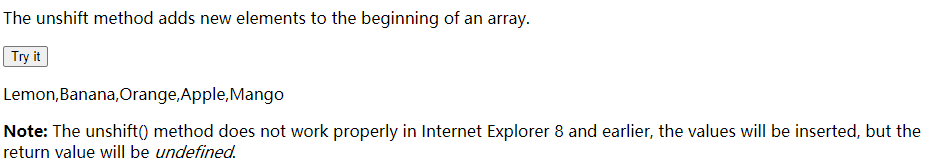 The unshift method adds new elements to the beginning of an array.
Try it
Lemon,Banana,Orange,Apple,Mango
Note: The unshift() method does not work properly in Internet Explorer 8 and earlier, the values will be inserted, but the
return value will be undefined.